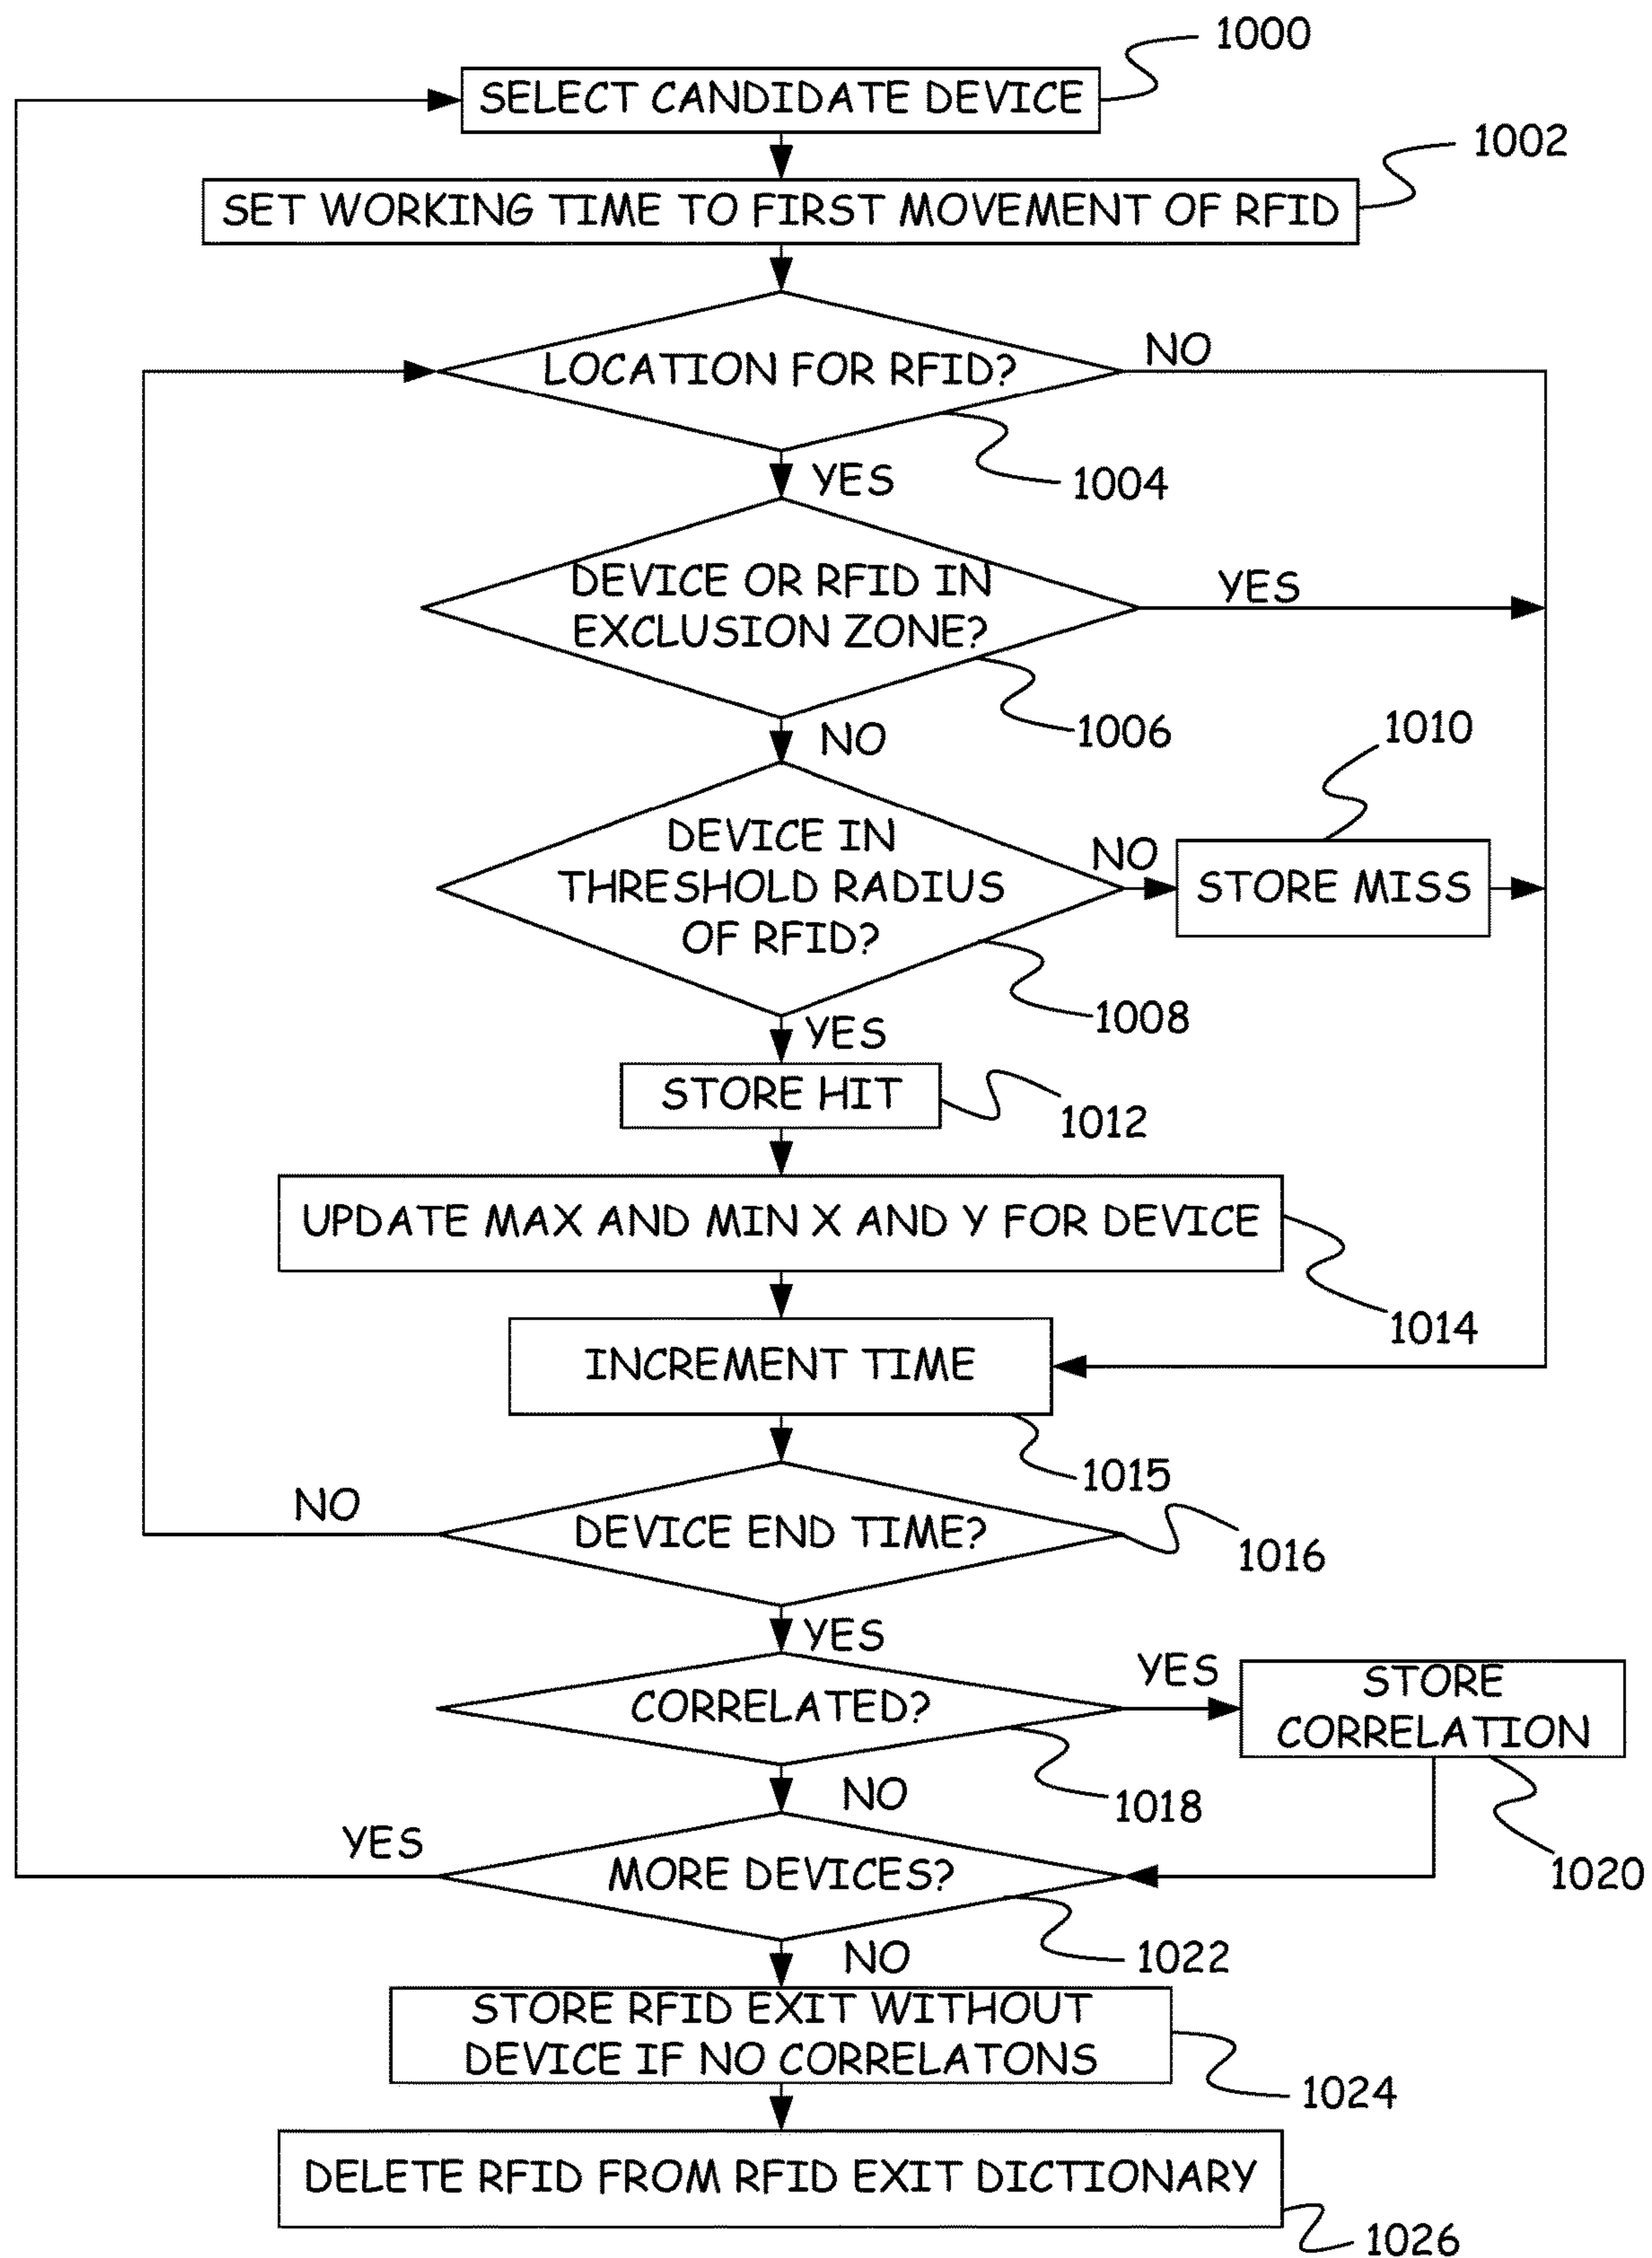 1000
SELECT CANDIDATE DEVICE
1002
SET WORKING TIME TO FIRST MOVEMENT OF RFID
NO
LOCATION FOR RFID?
YES
1004
DEVICE OR RFID IN
EXCLUSION ZONE?
YES
1006
NO
1010
DEVICE IN
THRESHOLD RADIUS
OF RFID?
NO
STORE MISS
1008
YES
STORE HIT
1012
UPDATE MAX AND MIN X AND Y FOR DEVICE
1014
INCREMENT TIME
1015
NO
DEVICE END TIME?
1016
YES
CORRELATED?
YES
STORE
CORRELATION
1018
NO
YES
MORE DEVICES?
1020
1022
NO
STORE RFID EXIT WITHOUT
DEVICE IF NO CORRELATONS
1024
DELETE RFID FROM RFID EXIT DICTIONARY
1026